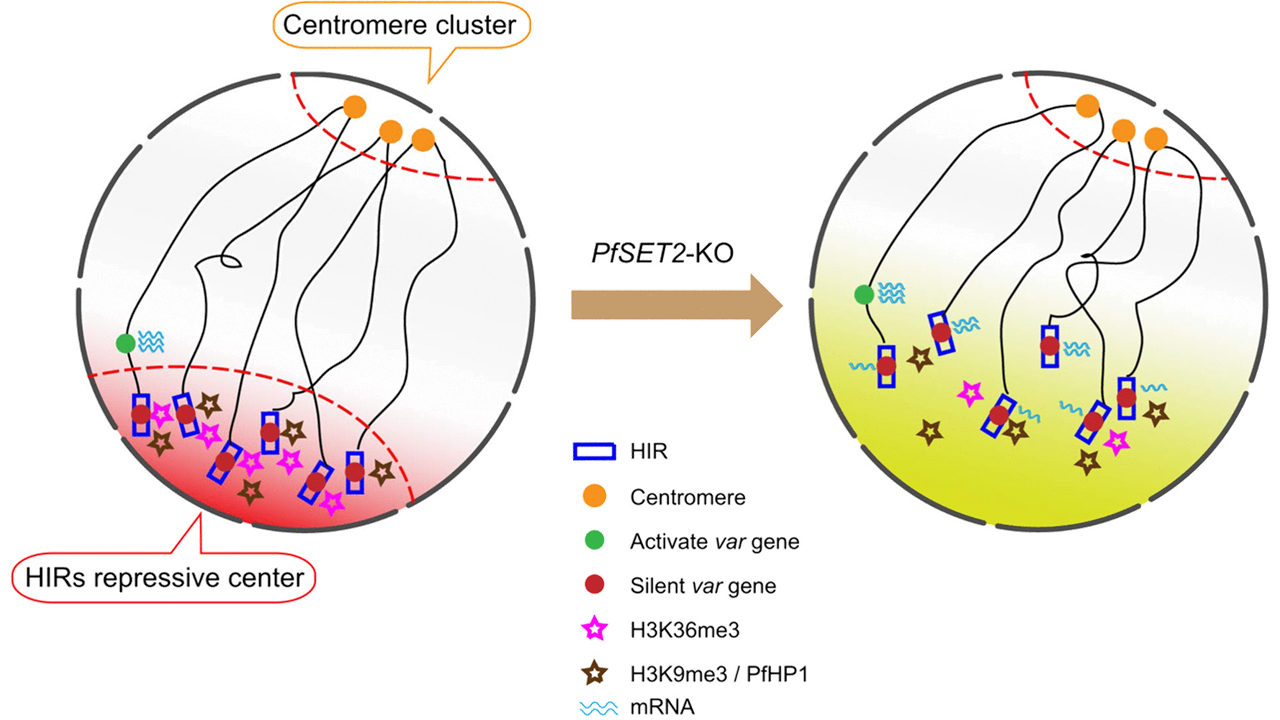 Centromere cluster
PfSET2-KO
HIRs repressive center
HIR
Centromere
Activate var gene
Silent var gene
H3K36me3
H3K9me3 / PfHP1
mRNA